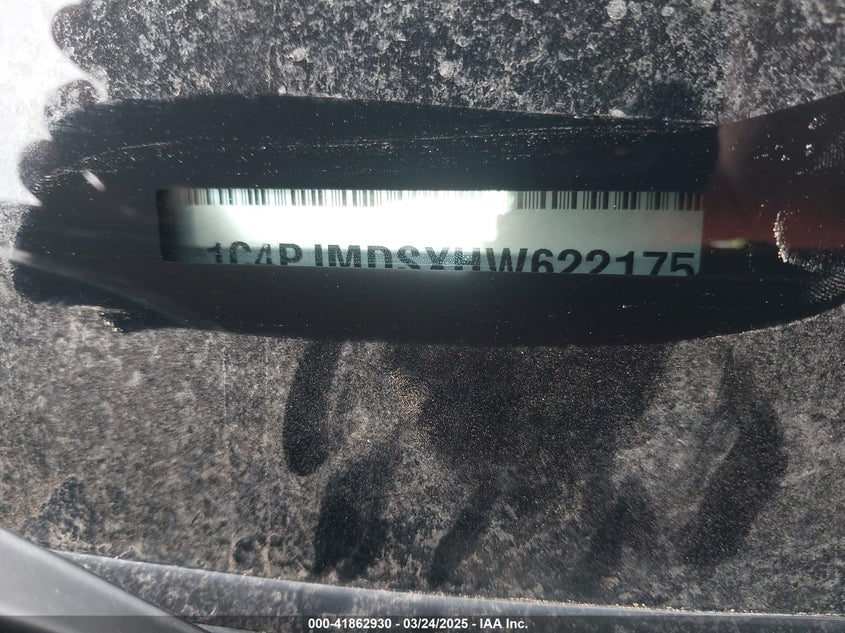 1C4PJMDSXHW622175
000-41862930 - 03/24/2025 - IAA Inc.